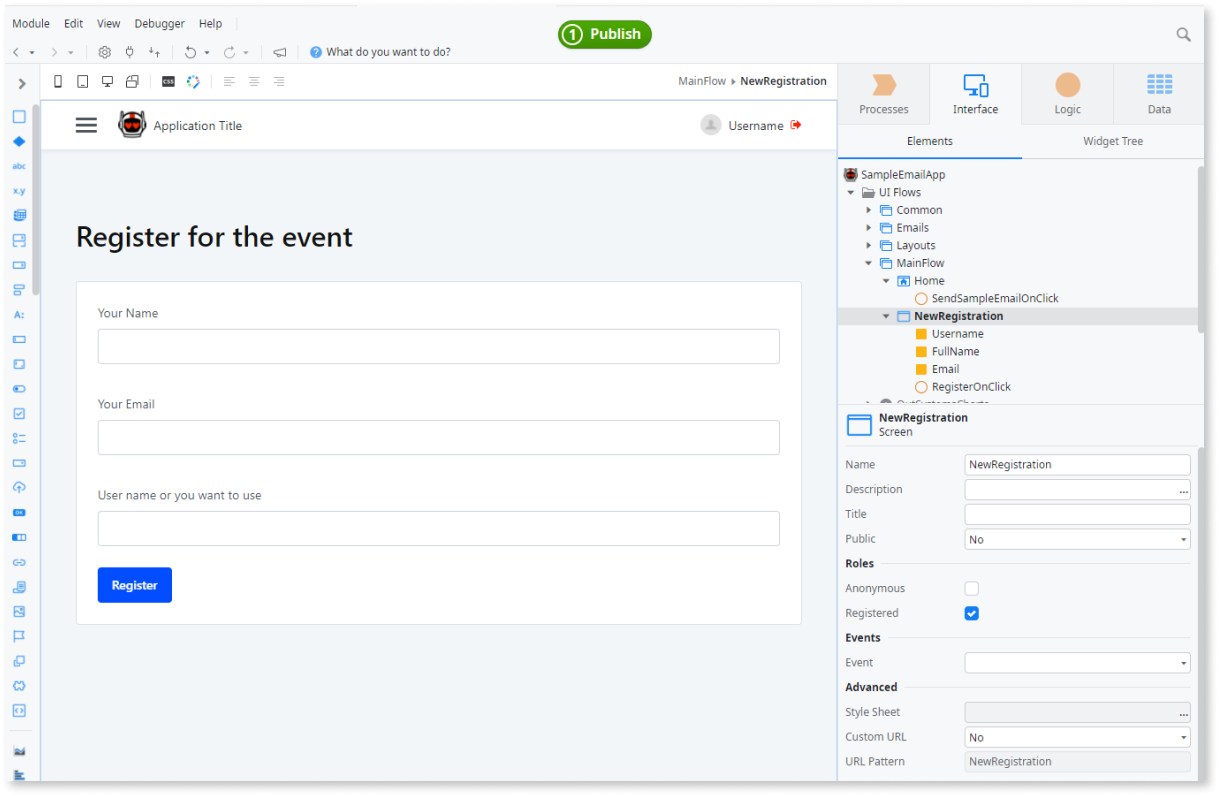 Module Edit View Debugger Help
1 Publish
What do you want to do?
CSS
MainFlow NewRegistration
Processes Interface Logic Data
Elements Widget Tree
Application Title
Username
abc
x.y
A:
OK
Register for the event
Your Name
Your Email
User name or you want to use
Register
SampleEmailApp
UI Flows
Common
Emails
Layouts
MainFlow
Home
SendSampleEmailOnClick
NewRegistration
Username
FullName
Email
RegisterOnClick
OutSystemsCharts
NewRegistration
Screen
Name NewRegistration
Description ...
Title
Public No
Roles
Anonymous
Registered
Events
Event
Advanced
Style Sheet ...
Custom URL No
URL Pattern NewRegistration